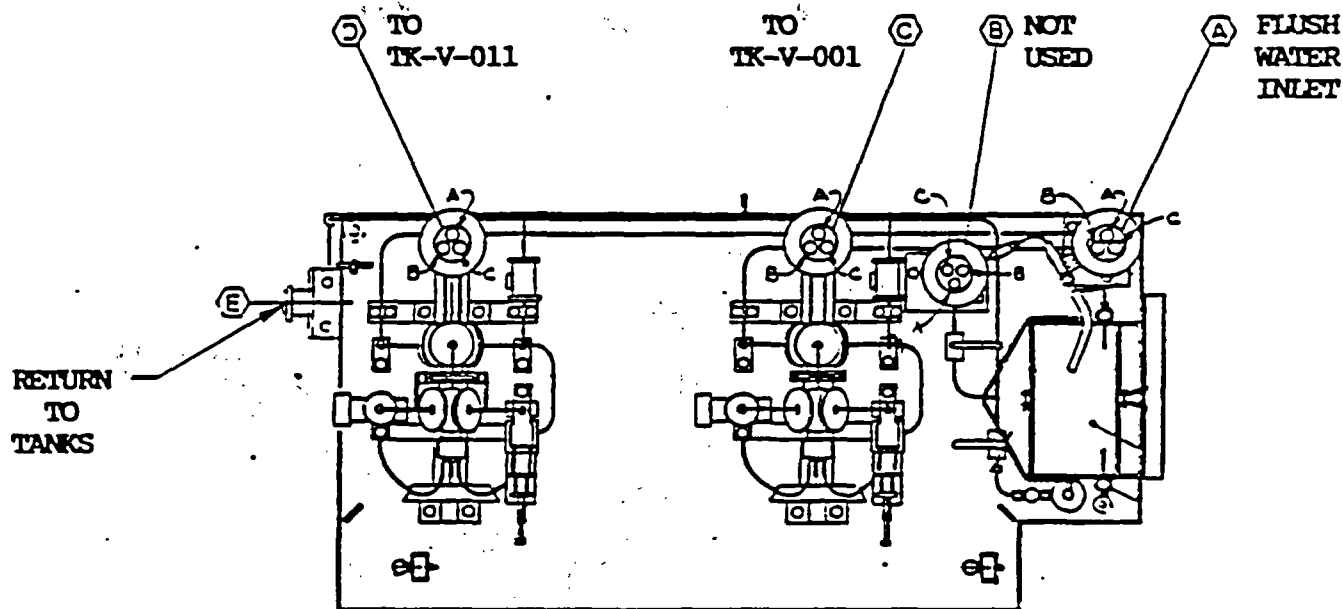 D TO
TK-V-011
TO C
TK-V-001
B NOT
USED
A FLUSH
WATER
INLET
A
B
C
A
B
C
C
B
A
B
A
C
E
RETURN
TO
TANKS